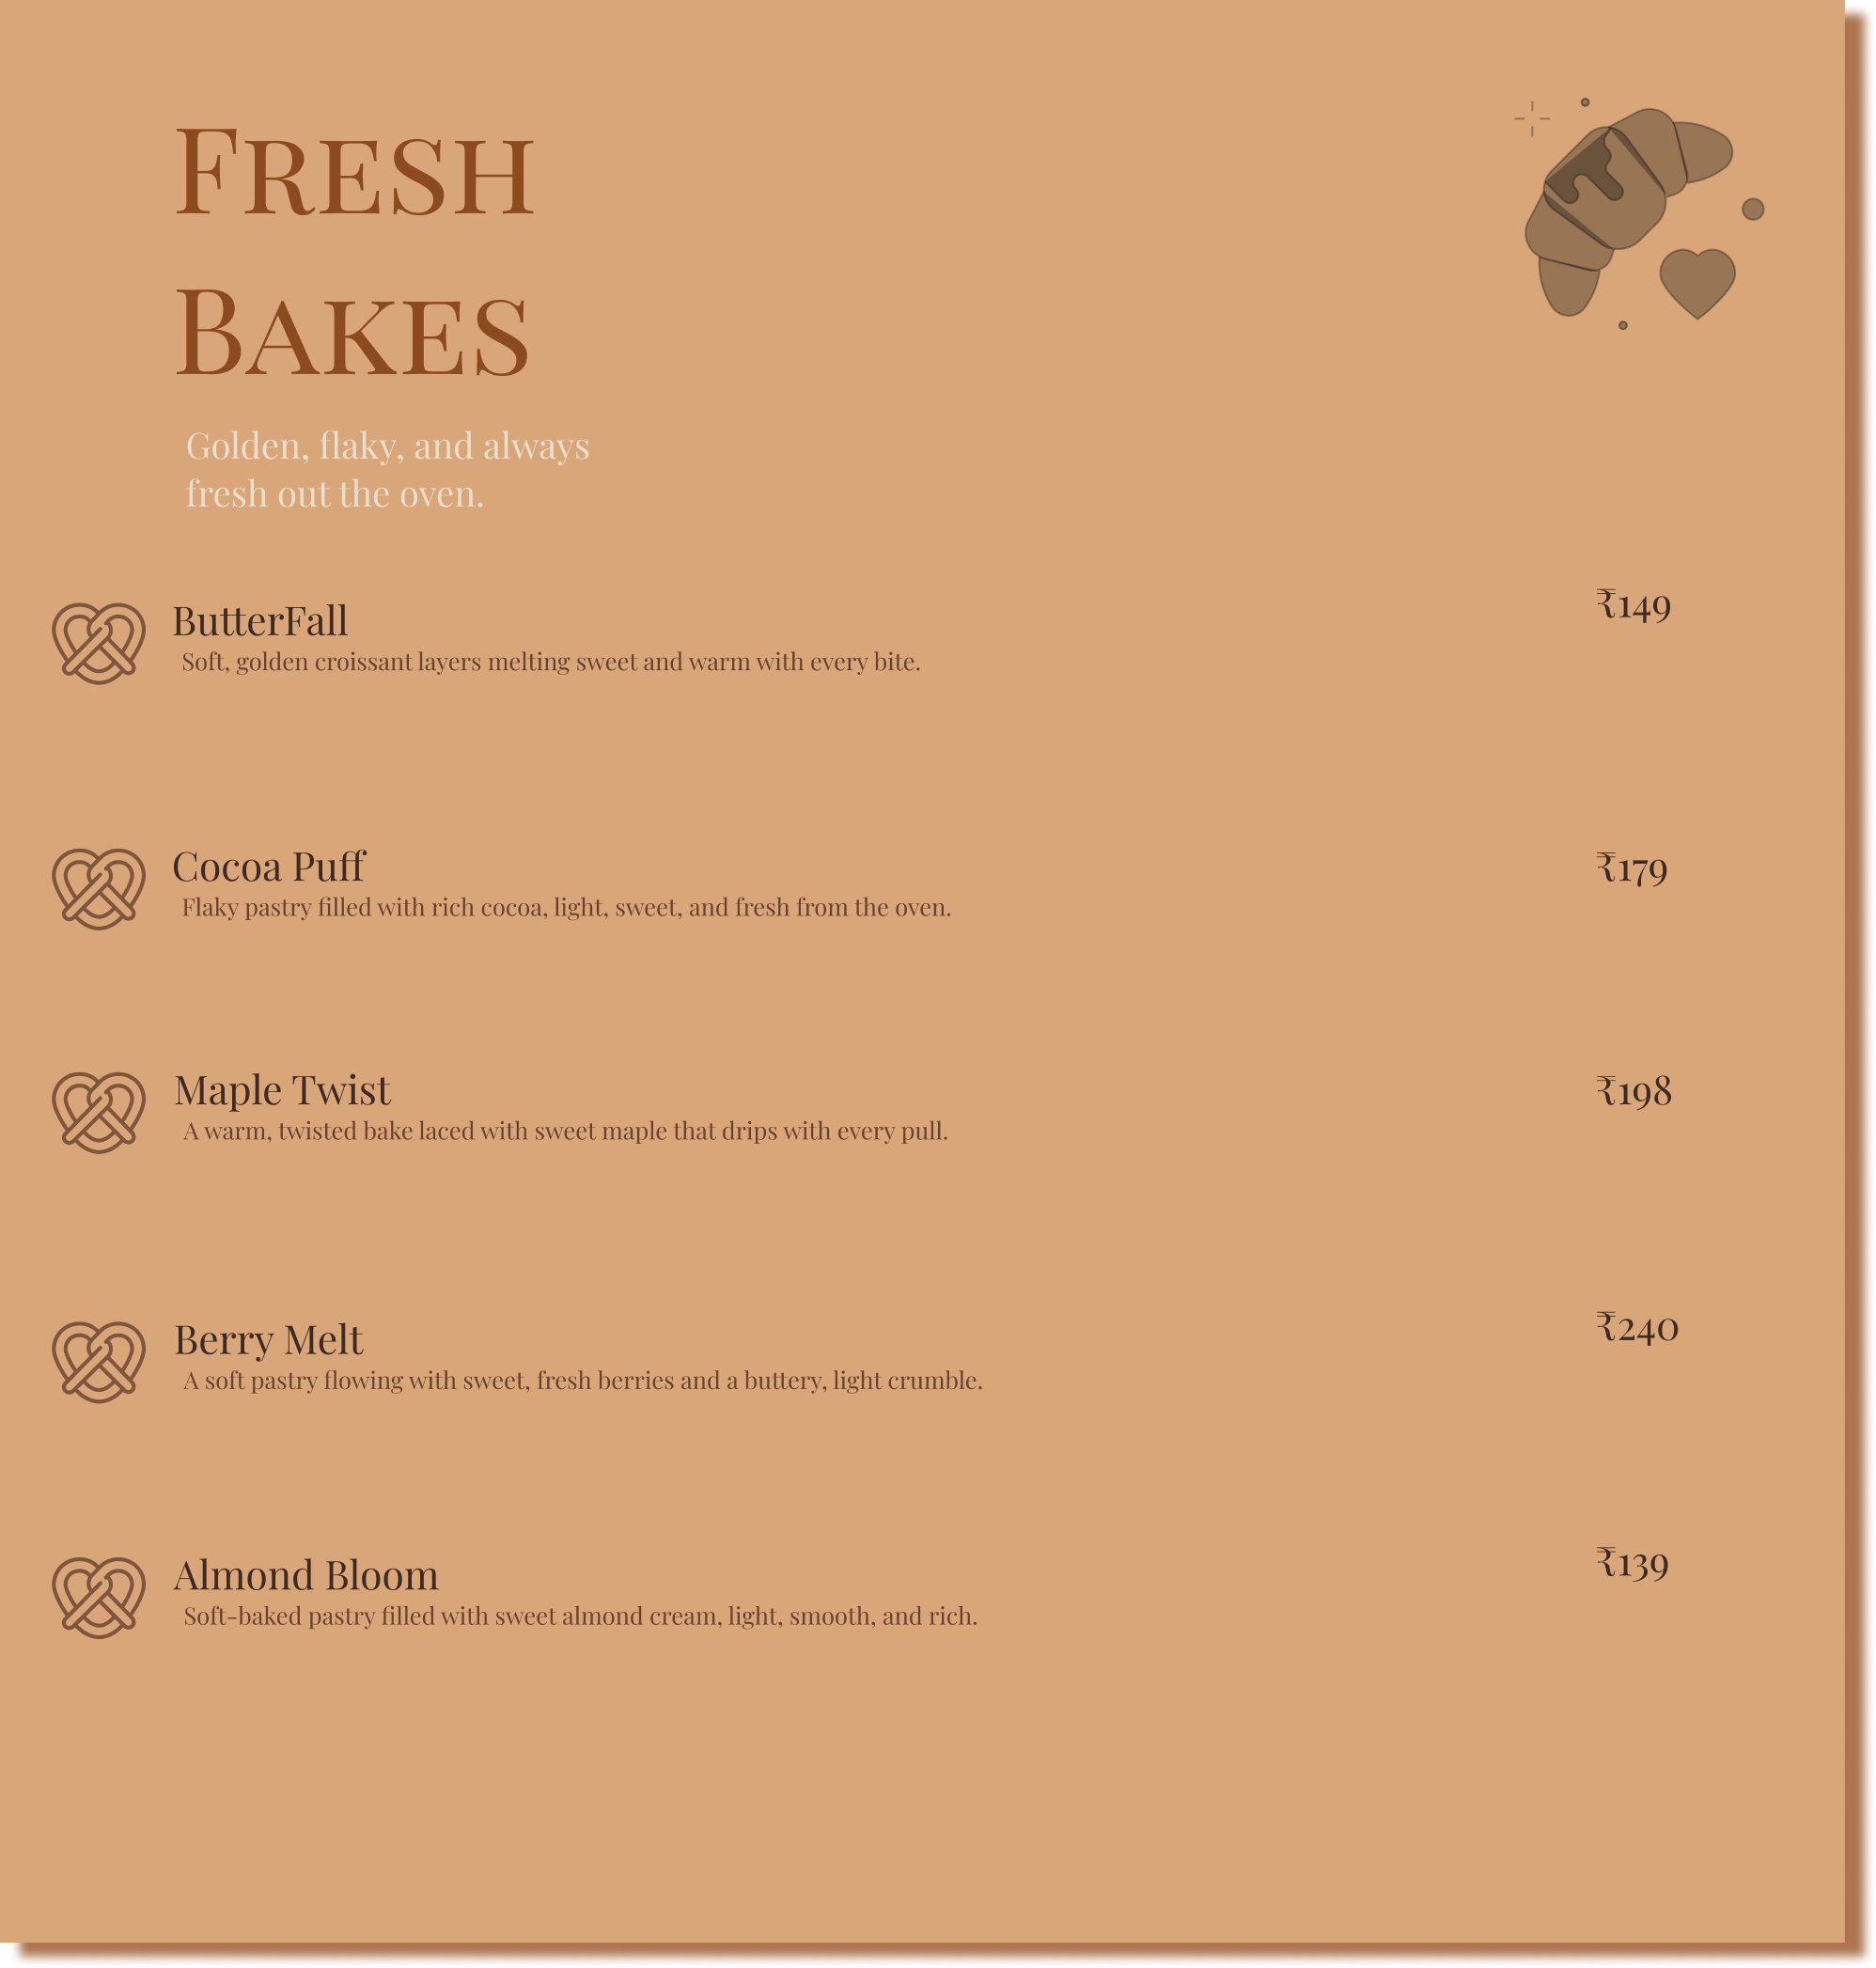 Fresh
Bakes
Golden, flaky, and always
fresh out the oven.
ButterFall
₹149
Soft, golden croissant layers melting sweet and warm with every bite.
Cocoa Puff
₹179
Flaky pastry filled with rich cocoa, light, sweet, and fresh from the oven.
Maple Twist
₹198
A warm, twisted bake laced with sweet maple that drips with every pull.
Berry Melt
₹240
A soft pastry flowing with sweet, fresh berries and a buttery, light crumble.
Almond Bloom
₹139
Soft-baked pastry filled with sweet almond cream, light, smooth, and rich.